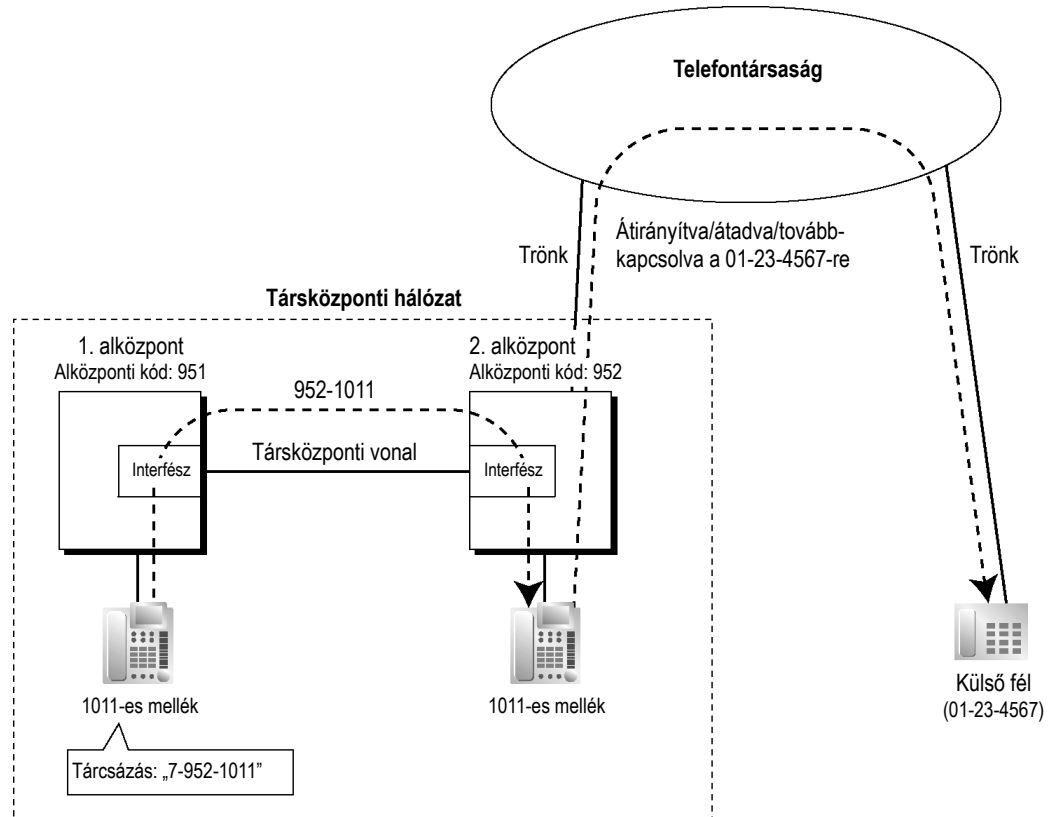 Telefontársaság
Trönk
Átirányítva/átadva/tovább-
kapcsolva a 01-23-4567-re
Trönk
Társközponti hálózat
1. alközpont
Alközponti kód: 951
2. alközpont
Alközponti kód: 952
952-1011
Interfész
Társközponti vonal
Interfész
1011-es mellék
1011-es mellék
Külső fél
(01-23-4567)
Tárcsázás: „7-952-1011”